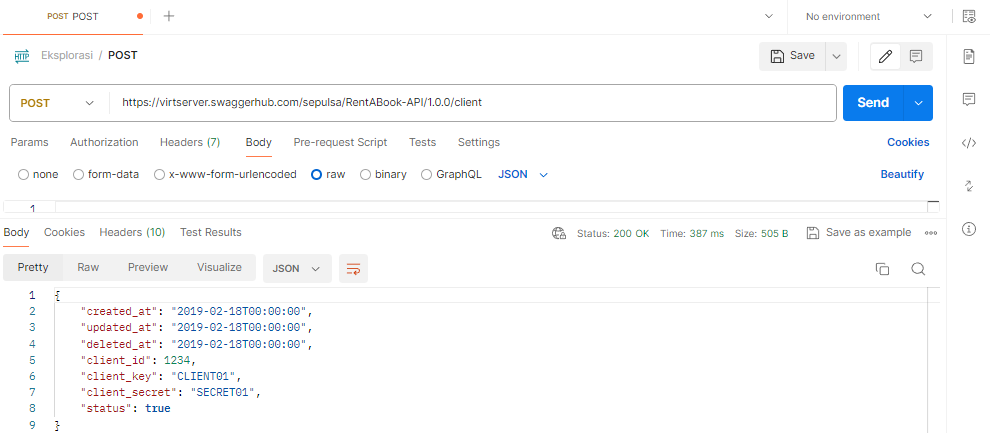 POST POST
No environment
HTTP Eksplorasi / POST
Save
POST https://virtserver.swaggerhub.com/sepulsa/RentABook-API/1.0.0/client
Send
Params Authorization Headers (7) Body Pre-request Script Tests Settings Cookies
none form-data x-www-form-urlencoded raw binary GraphQL JSON Beautify
1
Body Cookies Headers (10) Test Results Status: 200 OK Time: 387 ms Size: 505 B Save as example
Pretty Raw Preview Visualize JSON
1 {
2 "created_at": "2019-02-18T00:00:00",
3 "updated_at": "2019-02-18T00:00:00",
4 "deleted_at": "2019-02-18T00:00:00",
5 "client_id": 1234,
6 "client_key": "CLIENT01",
7 "client_secret": "SECRET01",
8 "status": true
9 }